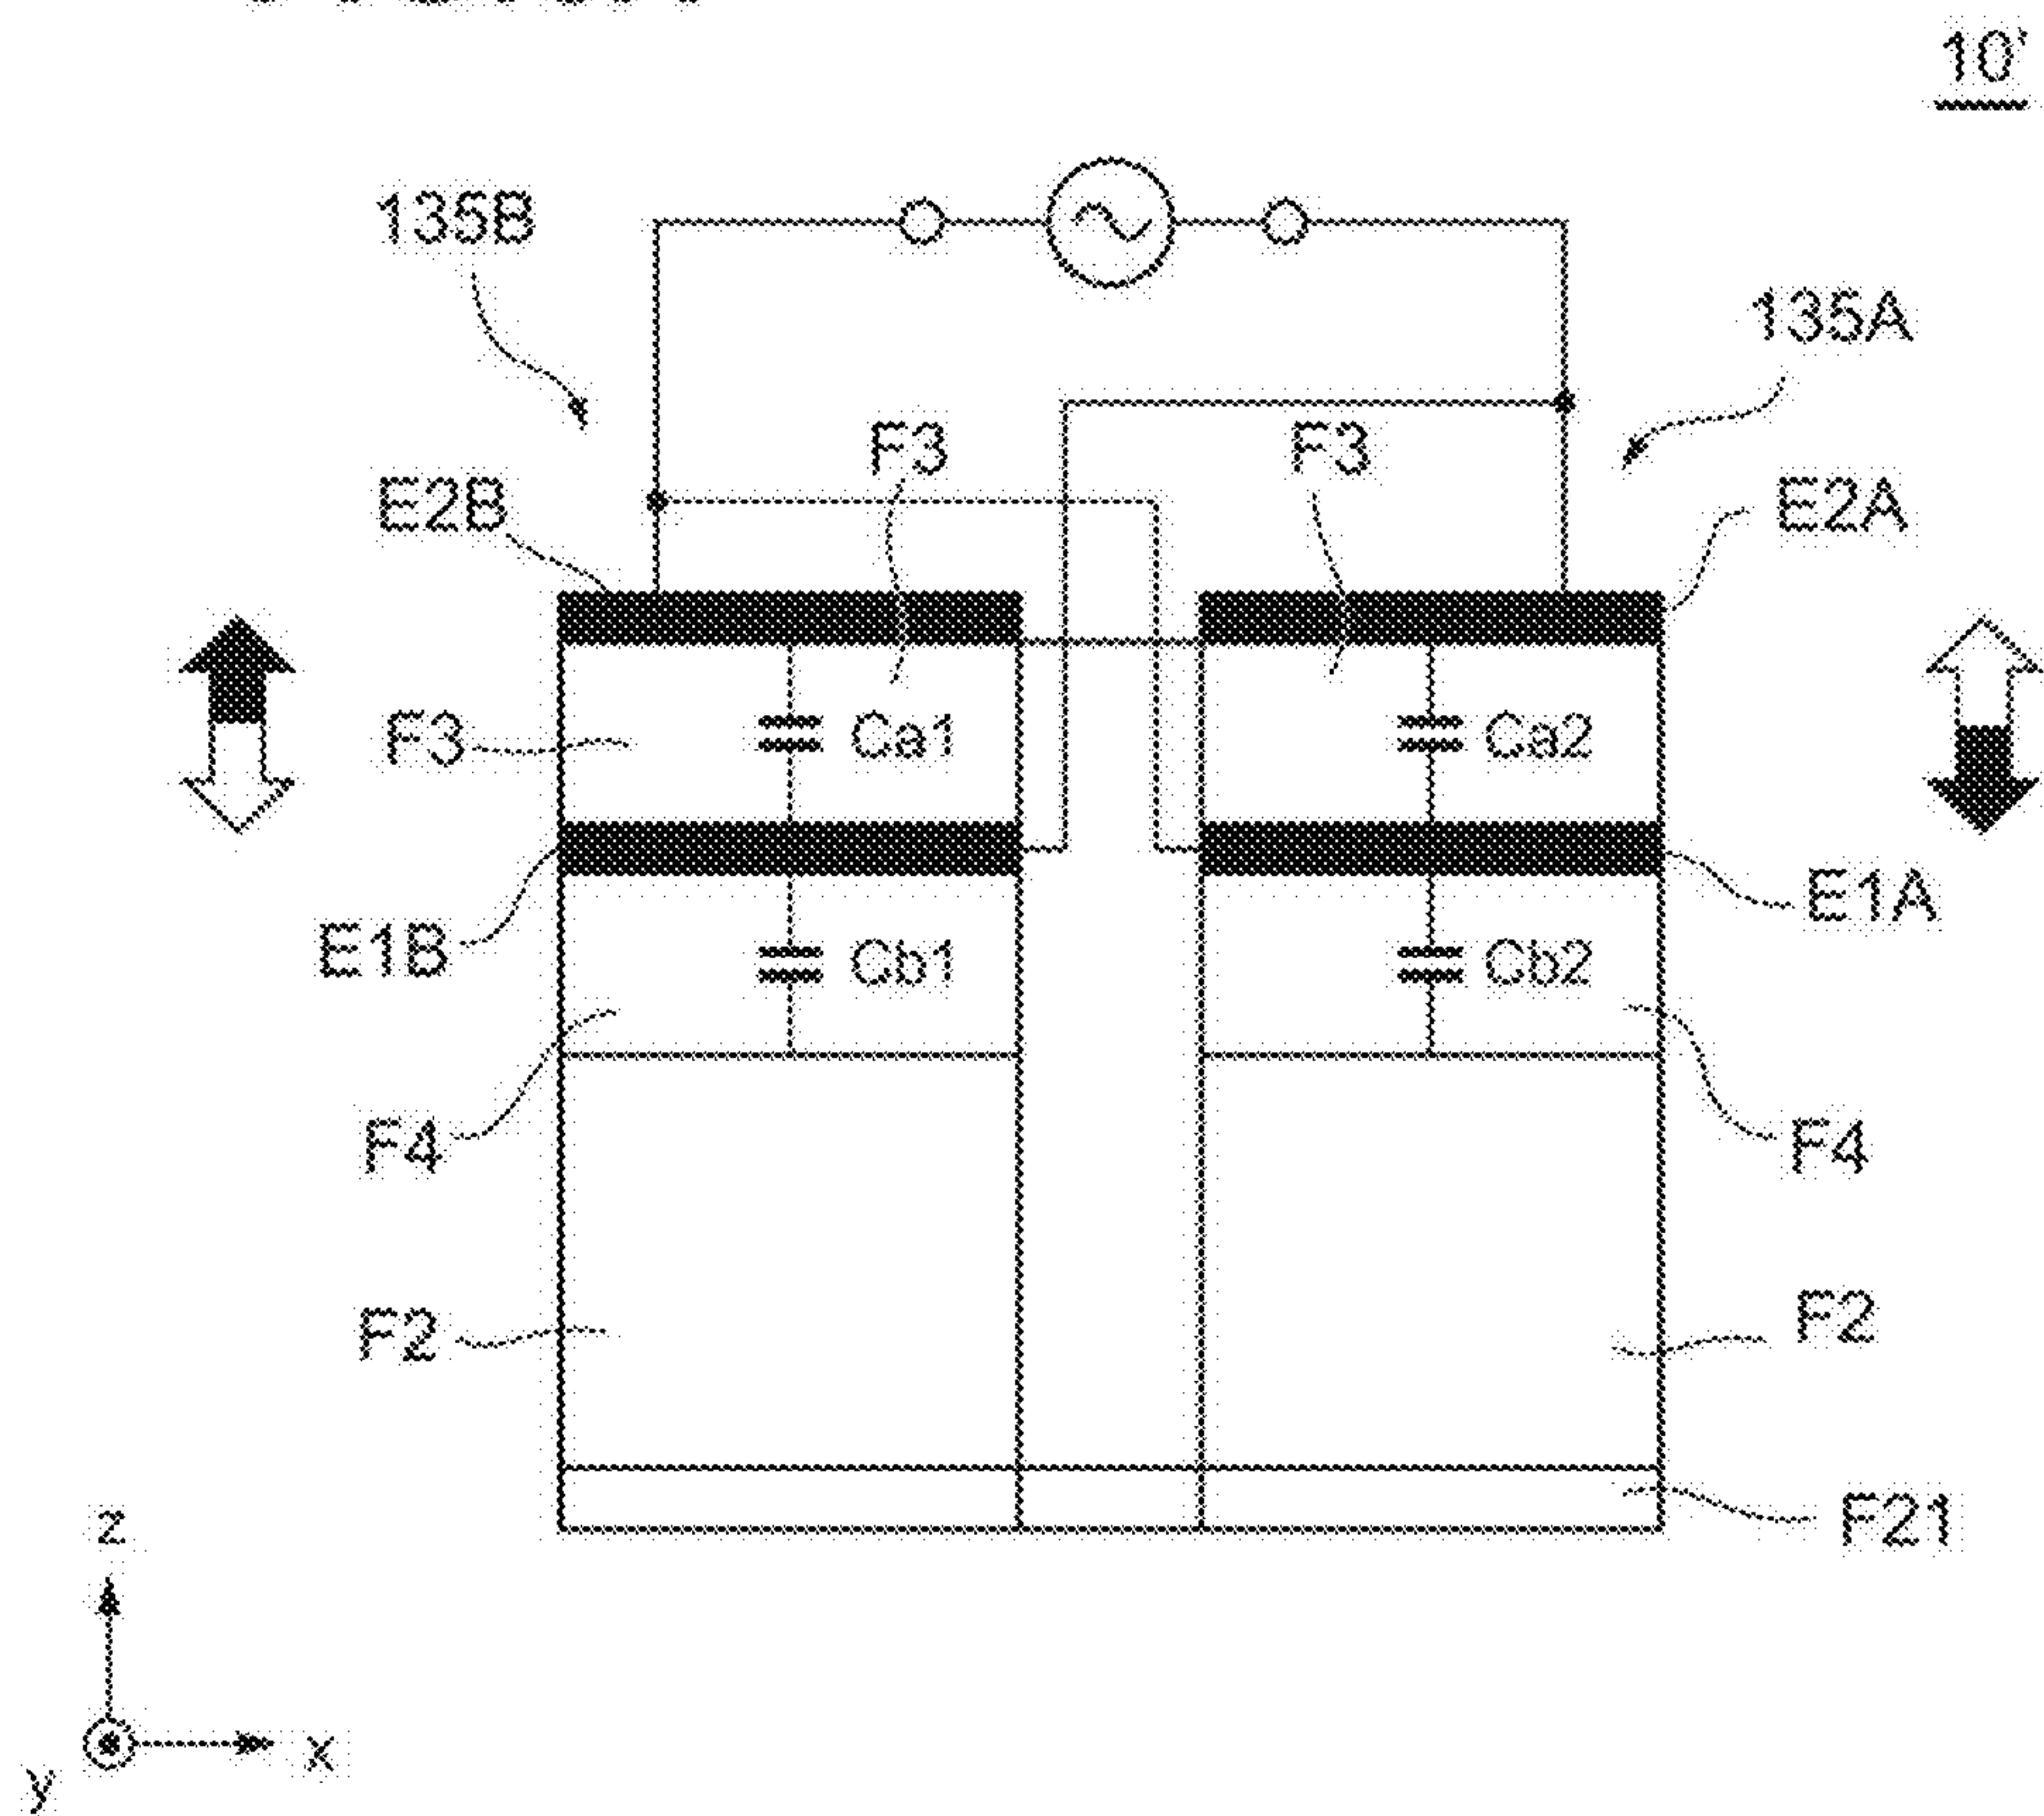 10'
135B
135A
F3 F3
E2B E2A
F3 Ca1 Ca2
E1B E1A
Cb1 Cb2
F4 F4
F2 F2
F21
z
x
y